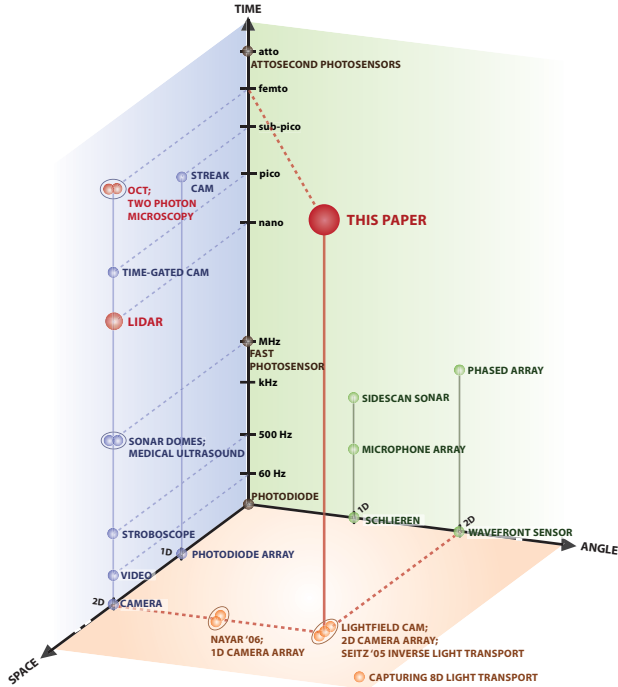 TIME
atto
ATTOSECOND PHOTOSENSORS
femto
sub-pico
pico
STREAK
CAM
OCT;
TWO PHOTON
MICROSCOPY
nano
THIS PAPER
TIME-GATED CAM
LIDAR
MHz
FAST
PHOTOSENSOR
kHz
PHASED ARRAY
SIDESCAN SONAR
500 Hz
SONAR DOMES;
MEDICAL ULTRASOUND
MICROPHONE ARRAY
60 Hz
PHOTODIODE
1D
SCHLIEREN
2D
WAVEFRONT SENSOR
ANGLE
STROBOSCOPE
1D
PHOTODIODE ARRAY
VIDEO
2D
CAMERA
NAYAR '06;
1D CAMERA ARRAY
LIGHTFIELD CAM;
2D CAMERA ARRAY;
SEITZ '05 INVERSE LIGHT TRANSPORT
SPACE
CAPTURING 8D LIGHT TRANSPORT